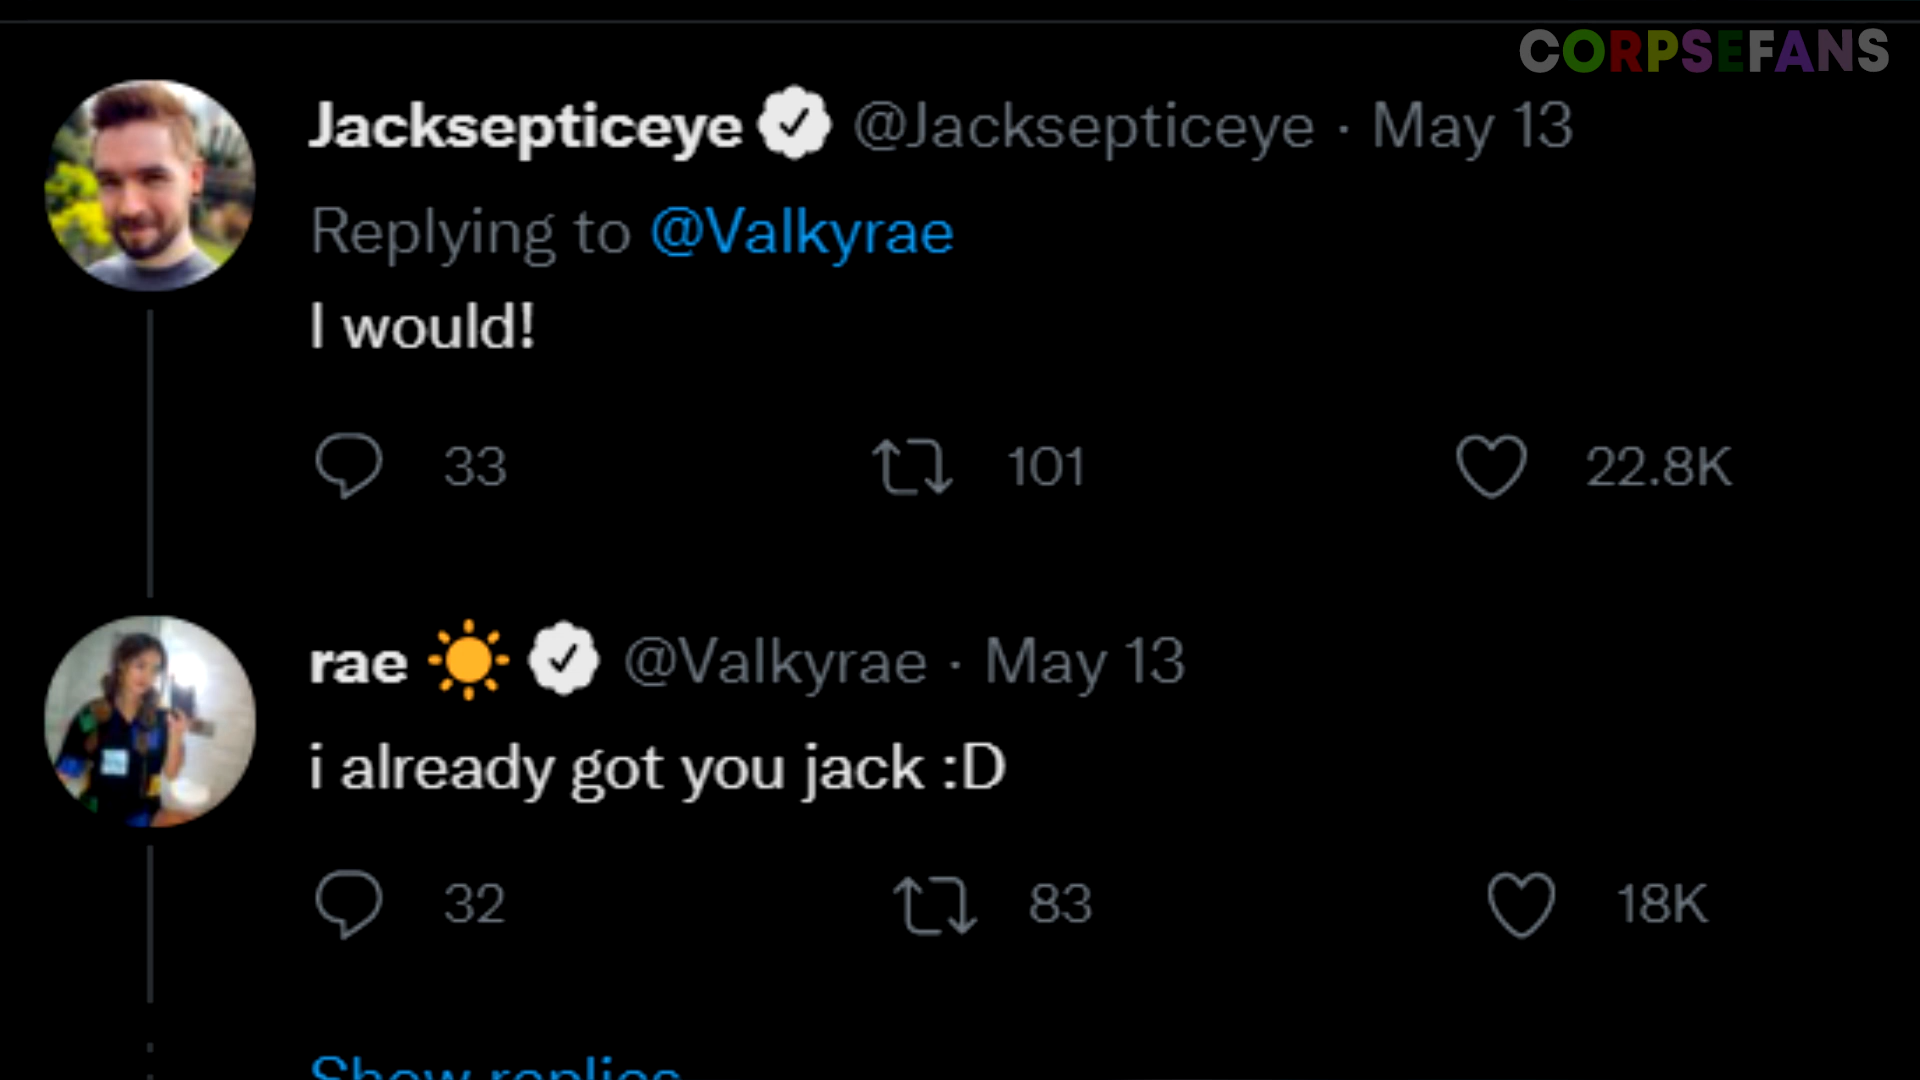 CORPSEFANS
Jacksepticeye @Jacksepticeye · May 13
Replying to @Valkyrae
I would!
33 101 22.8K
rae @Valkyrae · May 13
i already got you jack :D
32 83 18K
Show replies